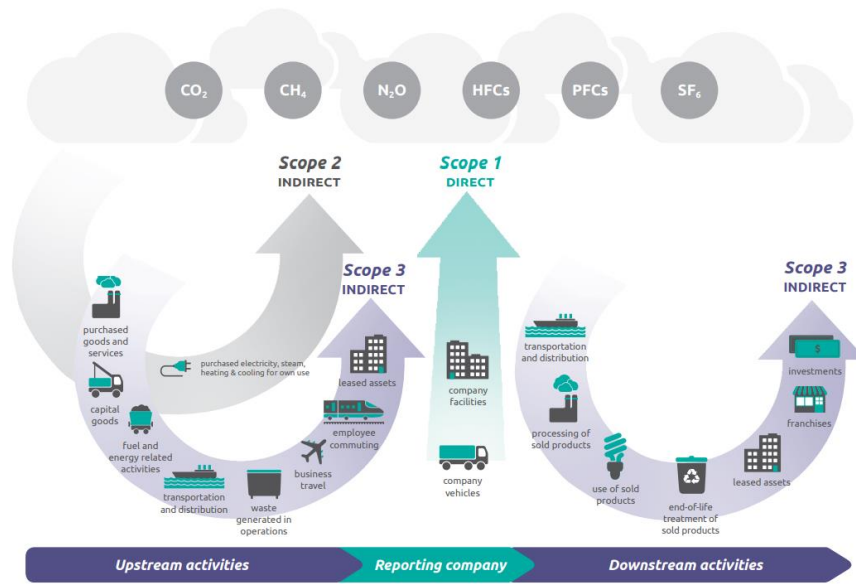 CO₂
CH₄
N₂O
HFCs
PFCs
SF₆
Scope 2
INDIRECT
Scope 1
DIRECT
Scope 3
INDIRECT
Scope 3
INDIRECT
purchased
goods and
services
capital
goods
fuel and
energy related
activities
transportation
and distribution
waste
generated in
operations
business
travel
employee
commuting
leased assets
purchased electricity, steam,
heating & cooling for own use
company
facilities
company
vehicles
transportation
and distribution
processing of
sold products
use of sold
products
end-of-life
treatment of
sold products
leased assets
franchises
$
investments
Upstream activities
Reporting company
Downstream activities